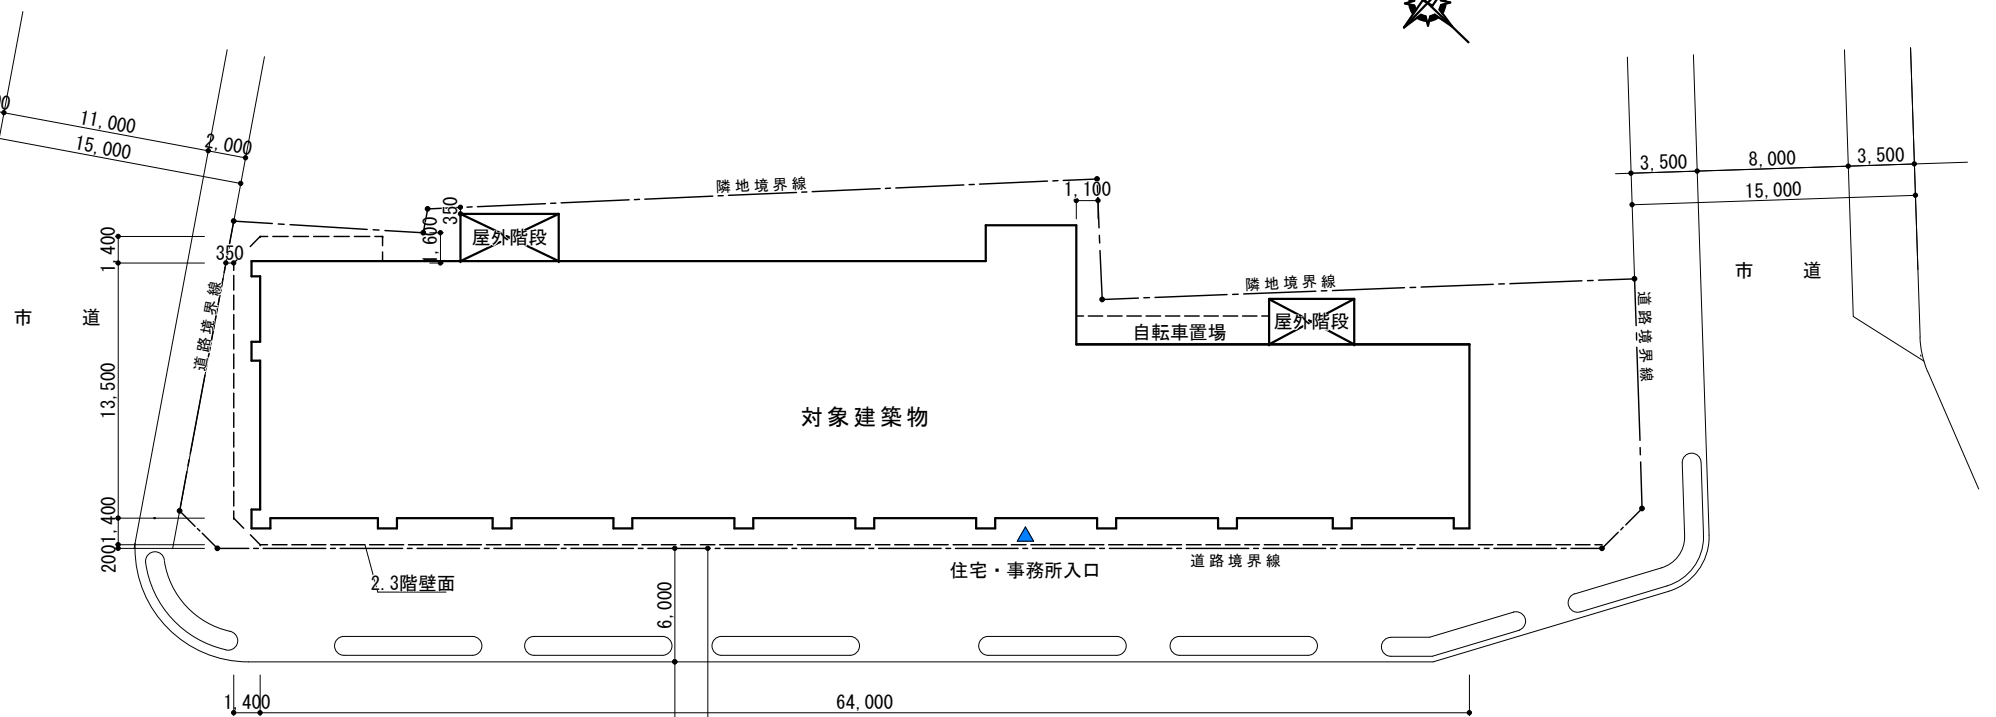 11,000
15,000
2,000
隣地境界線
1,100
3,500
8,000
3,500
15,000
350
1,600
屋外階段
1,400
350
市 道
隣地境界線
市 道
道路境界線
道路境界線
屋外階段
自転車置場
13,500
対象建築物
1,400
200
住宅・事務所入口
道路境界線
2.3階壁面
6,000
1,400
64,000